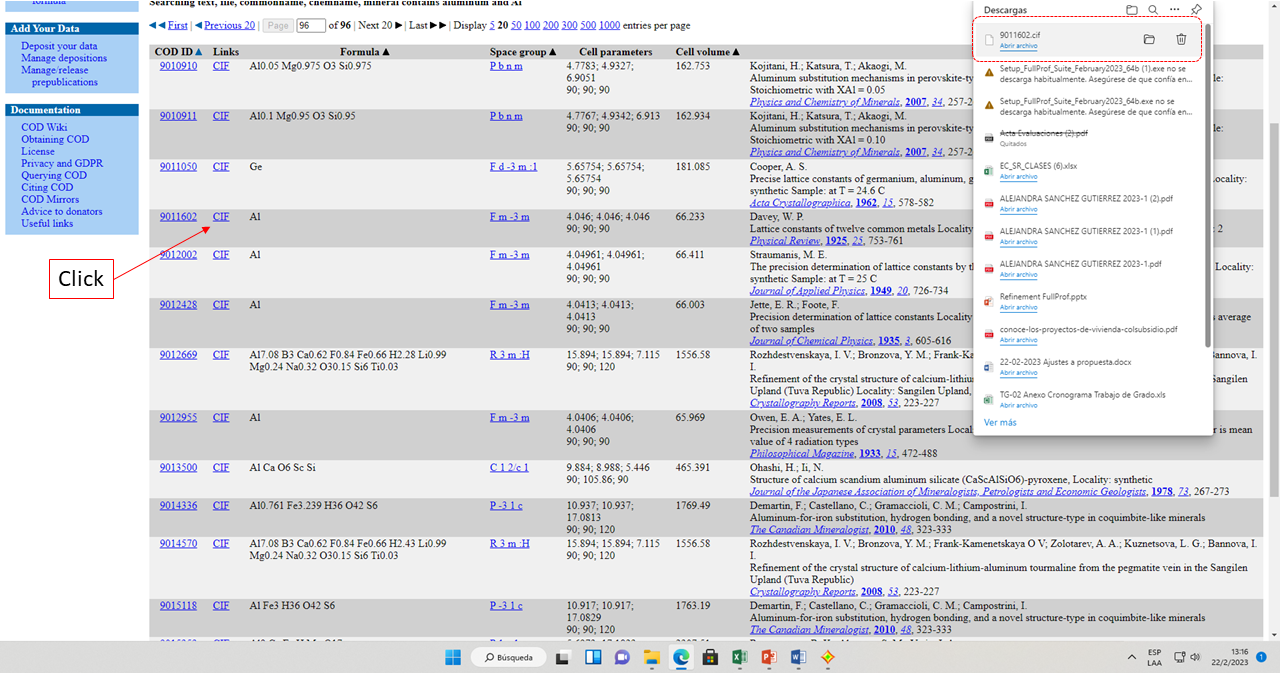 formula
Searching text, file, commonname, chemname, mineral contains aluminum and Al
◀◀ First | ◀ Previous 20 Page 96 of 96 Next 20 ▶ Last ▶▶ | Display 5 20 50 100 200 300 500 1000 entries per page
Add Your Data
Deposit your data
Manage depositions
Manage/release
prepublications
Documentation
COD Wiki
Obtaining COD
License
Privacy and GDPR
Querying COD
Citing COD
COD Mirrors
Advice to donators
Useful links
Click
COD ID▲ Links Formula ▲ Space group▲ Cell parameters Cell volume▲
9010910 CIF Al0.05 Mg0.975 O3 Si0.975 P b n m 4.7783; 4.9327; 162.753 Kojitani, H.; Katsura, T.; Akaogi, M.
6.9051 Aluminum substitution mechanisms in perovskite-ty
90; 90; 90 Stoichiometric with XAl = 0.05
Physics and Chemistry of Minerals, 2007, 34, 257-2
9010911 CIF Al0.1 Mg0.95 O3 Si0.95 P b n m 4.7767; 4.9342; 6.913 162.934 Kojitani, H.; Katsura, T.; Akaogi, M.
90; 90; 90 Aluminum substitution mechanisms in perovskite-ty le:
Stoichiometric with XAl = 0.10
Physics and Chemistry of Minerals, 2007, 34, 257-2
9011050 CIF Ge F d -3 m :1 5.65754; 5.65754; 181.085 Cooper, A. S.
5.65754 Precise lattice constants of germanium, aluminum, g ocality:
90; 90; 90 synthetic Sample: at T = 24.6 C
Acta Crystallographica, 1962, 15, 578-582
9011602 CIF Al F m -3 m 4.046; 4.046; 4.046 66.233 Davey, W. P.
90; 90; 90 Lattice constants of twelve common metals Locality 2
Physical Review, 1925, 25, 753-761
9012002 CIF Al F m -3 m 4.04961; 4.04961; 66.411 Straumanis, M. E.
4.04961 The precision determination of lattice constants by th Locality:
90; 90; 90 synthetic Sample: at T = 25 C
Journal of Applied Physics, 1949, 20, 726-734
9012428 CIF Al F m -3 m 4.0413; 4.0413; 66.003 Jette, E. R.; Foote, F.
4.0413 Precision determination of lattice constants Locality s average
90; 90; 90 of two samples
Journal of Chemical Physics, 1935, 3, 605-616
9012669 CIF Al7.08 B3 Ca0.62 F0.84 Fe0.66 H2.28 Li0.99 R 3 m :H 15.894; 15.894; 7.115 1556.58 Rozhdestvenskaya, I. V.; Bronzova, Y. M.; Frank-Ka Bannova, I.
Mg0.24 Na0.32 O30.15 Si6 Ti0.03 90; 90; 120 I.
Refinement of the crystal structure of calcium-lithiu Sangilen
Upland (Tuva Republic) Locality: Sangilen Upland,
Crystallography Reports, 2008, 53, 223-227
9012955 CIF Al F m -3 m 4.0406; 4.0406; 65.969 Owen, E. A.; Yates, E. L.
4.0406 Precision measurements of crystal parameters Local r is mean
90; 90; 90 value of 4 radiation types
Philosophical Magazine, 1933, 15, 472-488
9013500 CIF Al Ca O6 Sc Si C 1 2/c 1 9.884; 8.988; 5.446 465.391 Ohashi, H.; Ii, N.
90; 105.86; 90 Structure of calcium scandium aluminum silicate (CaScAlSiO6)-pyroxene, Locality: synthetic
Journal of the Japanese Association of Mineralogists, Petrologists and Economic Geologists, 1978, 73, 267-273
9014336 CIF Al0.761 Fe3.239 H36 O42 S6 P -3 1 c 10.937; 10.937; 1769.49 Demartin, F.; Castellano, C.; Gramaccioli, C. M.; Campostrini, I.
17.0813 Aluminum-for-iron substitution, hydrogen bonding, and a novel structure-type in coquimbite-like minerals
90; 90; 120 The Canadian Mineralogist, 2010, 48, 323-333
9014570 CIF Al7.08 B3 Ca0.62 F0.84 Fe0.66 H2.43 Li0.99 R 3 m :H 15.894; 15.894; 7.115 1556.58 Rozhdestvenskaya, I. V.; Bronzova, Y. M.; Frank-Kamenetskaya O V; Zolotarev, A. A.; Kuznetsova, L. G.; Bannova, I.
Mg0.24 Na0.32 O30.15 Si6 Ti0.03 90; 90; 120 I.
Refinement of the crystal structure of calcium-lithium-aluminum tourmaline from the pegmatite vein in the Sangilen
Upland (Tuva Republic)
Crystallography Reports, 2008, 53, 223-227
9015118 CIF Al Fe3 H36 O42 S6 P -3 1 c 10.917; 10.917; 1763.19 Demartin, F.; Castellano, C.; Gramaccioli, C. M.; Campostrini, I.
17.0829 Aluminum-for-iron substitution, hydrogen bonding, and a novel structure-type in coquimbite-like minerals
90; 90; 120 The Canadian Mineralogist, 2010, 48, 323-333
Descargas
9011602.cif
Abrir archivo
Setup_FullProf_Suite_February2023_64b (1).exe no se
descarga habitualmente. Asegúrese de que confía en...
Setup_FullProf_Suite_February2023_64b.exe no se
descarga habitualmente. Asegúrese de que confía en...
Acta Evaluaciones (2).pdf
Quitados
EC_SR_CLASES (6).xlsx
Abrir archivo
ALEJANDRA SANCHEZ GUTIERREZ 2023-1 (2).pdf
Abrir archivo
ALEJANDRA SANCHEZ GUTIERREZ 2023-1 (1).pdf
Abrir archivo
ALEJANDRA SANCHEZ GUTIERREZ 2023-1.pdf
Abrir archivo
Refinement FullProf.pptx
Abrir archivo
conoce-los-proyectos-de-vivienda-colsubsidio.pdf
Abrir archivo
22-02-2023 Ajustes a propuesta.docx
Abrir archivo
TG-02 Anexo Cronograma Trabajo de Grado.xls
Abrir archivo
Ver más
Búsqueda
ESP
LAA
13:16
22/2/2023
1